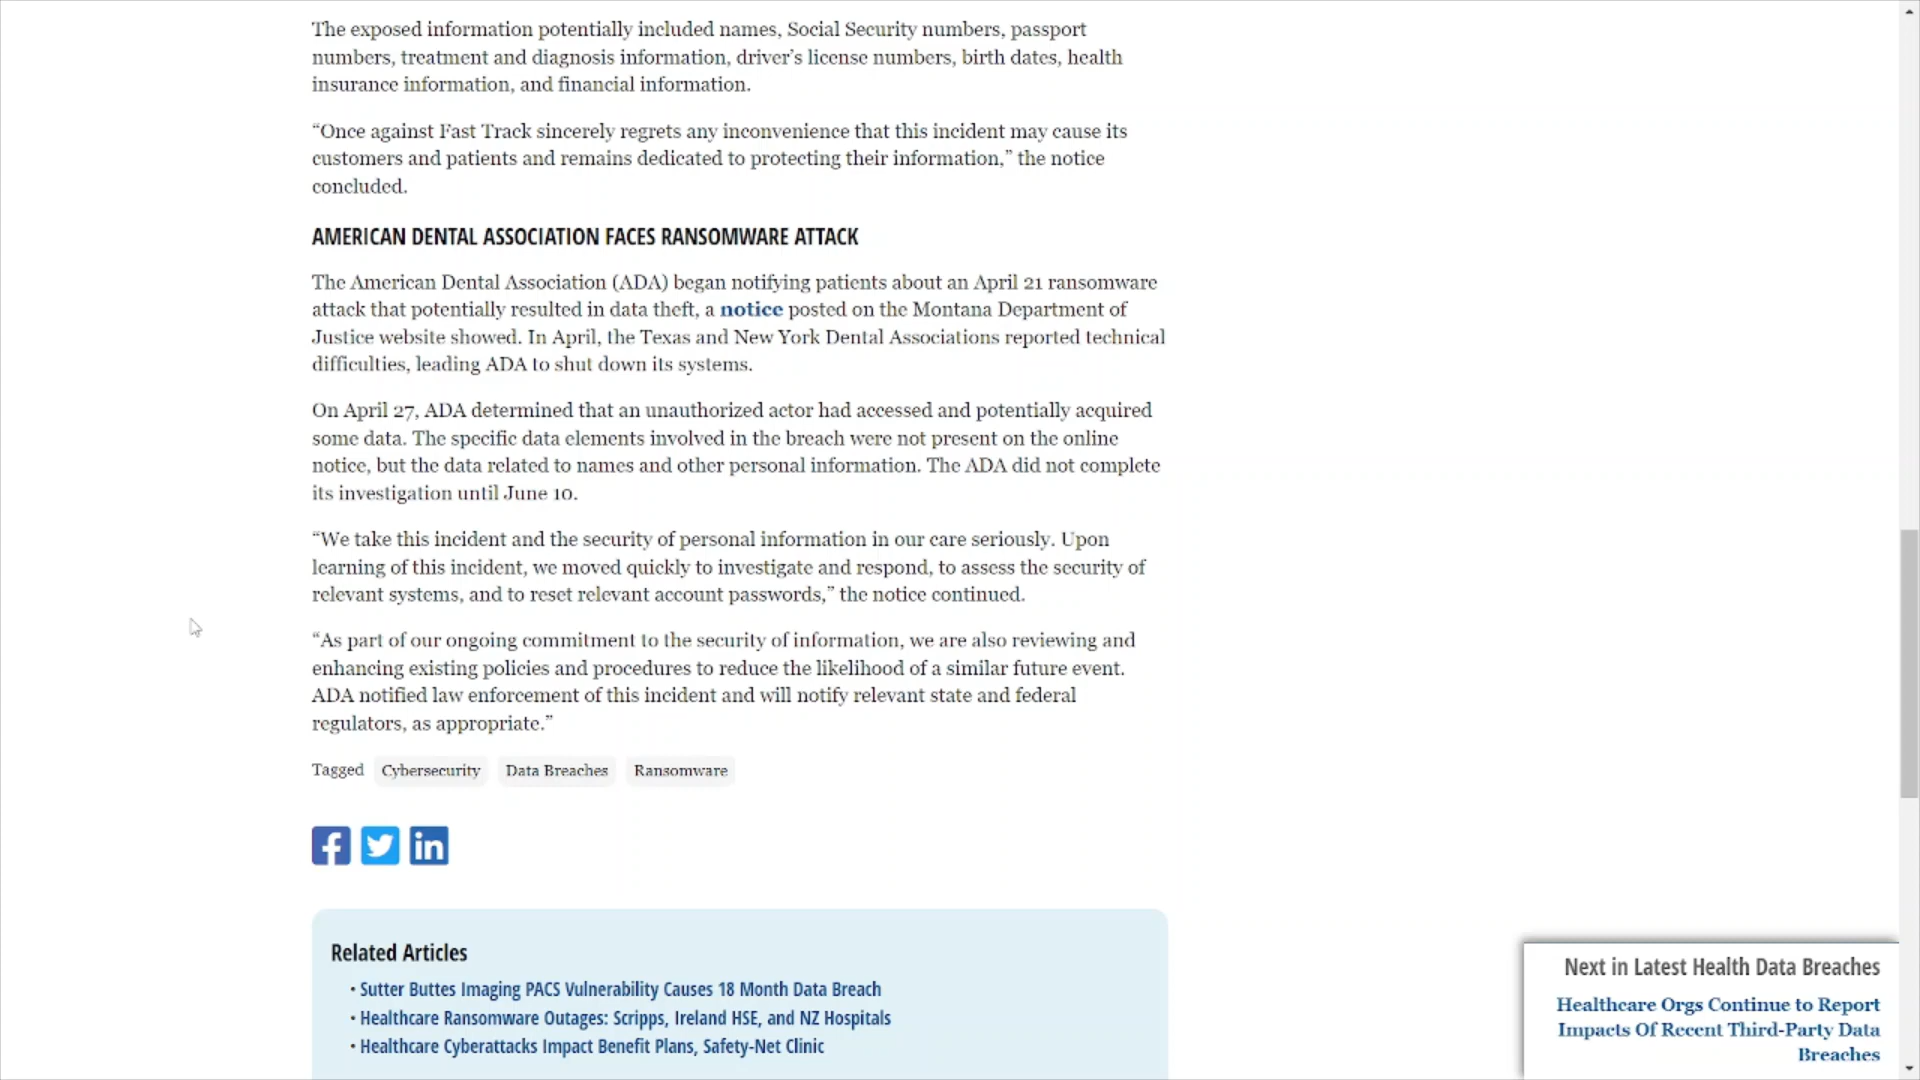 The exposed information potentially included names, Social Security numbers, passport
numbers, treatment and diagnosis information, driver’s license numbers, birth dates, health
insurance information, and financial information.
“Once against Fast Track sincerely regrets any inconvenience that this incident may cause its
customers and patients and remains dedicated to protecting their information,” the notice
concluded.
AMERICAN DENTAL ASSOCIATION FACES RANSOMWARE ATTACK
The American Dental Association (ADA) began notifying patients about an April 21 ransomware
attack that potentially resulted in data theft, a notice posted on the Montana Department of
Justice website showed. In April, the Texas and New York Dental Associations reported technical
difficulties, leading ADA to shut down its systems.
On April 27, ADA determined that an unauthorized actor had accessed and potentially acquired
some data. The specific data elements involved in the breach were not present on the online
notice, but the data related to names and other personal information. The ADA did not complete
its investigation until June 10.
“We take this incident and the security of personal information in our care seriously. Upon
learning of this incident, we moved quickly to investigate and respond, to assess the security of
relevant systems, and to reset relevant account passwords,” the notice continued.
“As part of our ongoing commitment to the security of information, we are also reviewing and
enhancing existing policies and procedures to reduce the likelihood of a similar future event.
ADA notified law enforcement of this incident and will notify relevant state and federal
regulators, as appropriate.”
Tagged Cybersecurity Data Breaches Ransomware
Related Articles
• Sutter Buttes Imaging PACS Vulnerability Causes 18 Month Data Breach
• Healthcare Ransomware Outages: Scripps, Ireland HSE, and NZ Hospitals
• Healthcare Cyberattacks Impact Benefit Plans, Safety-Net Clinic
Next in Latest Health Data Breaches
Healthcare Orgs Continue to Report
Impacts Of Recent Third-Party Data
Breaches